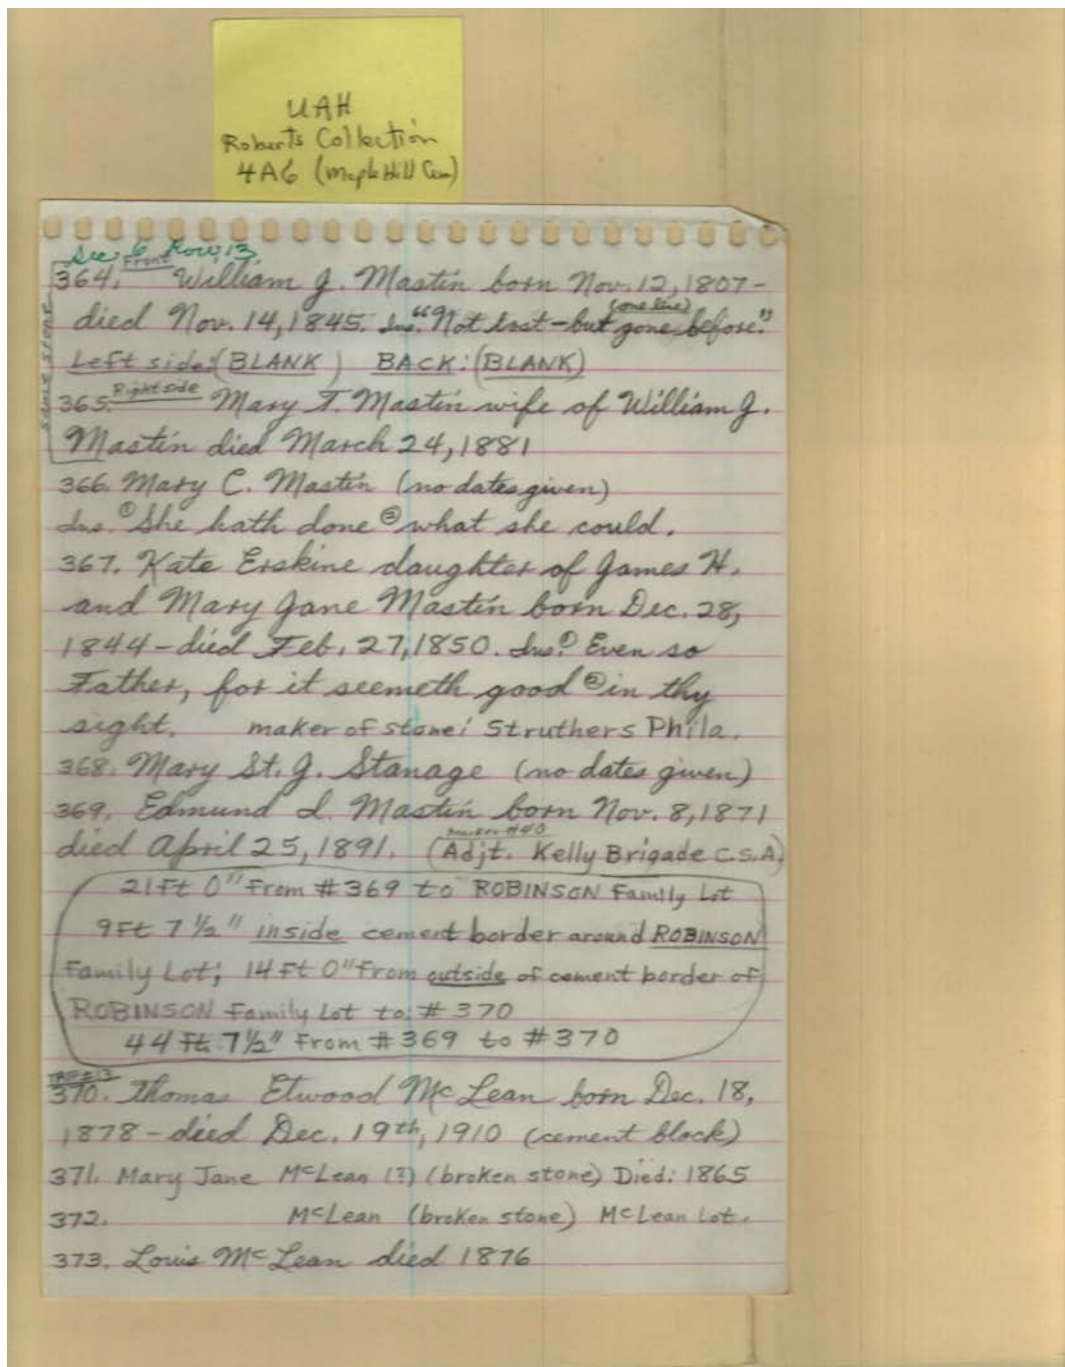 UAH
Roberts Collection
4A6 (Maple Hill Cem)
Sec. 6 Row 13
364. Front William J. Mastin born Nov. 12, 1807-
(one line)
died Nov. 14, 1845. Ins. "Not lost-but gone before."
Left side: (BLANK) BACK: (BLANK)
same stone
365. Right side Mary T. Mastin wife of William J.
Mastin died March 24, 1881
366. Mary C. Mastin (no dates given)
Ins. ① She hath done ② what she could.
367. Kate Erskine daughter of James H.
and Mary Jane Mastin born Dec. 28,
1844-died Feb. 27, 1850. Ins. ① Even so
Father, for it seemeth good ② in thy
sight. maker of stone: Struthers Phila.
368. Mary St. J. Stanage (no dates given)
369. Edmund I. Mastin born Nov. 8, 1871
marker #40
died April 25, 1891. (Adjt. Kelly Brigade C.S.A)
21 Ft 0" From #369 to ROBINSON Family Lot
9 Ft 7 1/2" inside cement border around ROBINSON
Family Lot; 14 Ft 0" From outside of cement border of
ROBINSON Family Lot to #370
44 Ft 7 1/2" From #369 to #370
370. Thomas Elwood McLean born Dec. 18,
1878-died Dec. 19th, 1910 (cement block)
371. Mary Jane McLean (?) (broken stone) Died: 1865
372. McLean (broken stone) McLean Lot.
373. Louis McLean died 1876